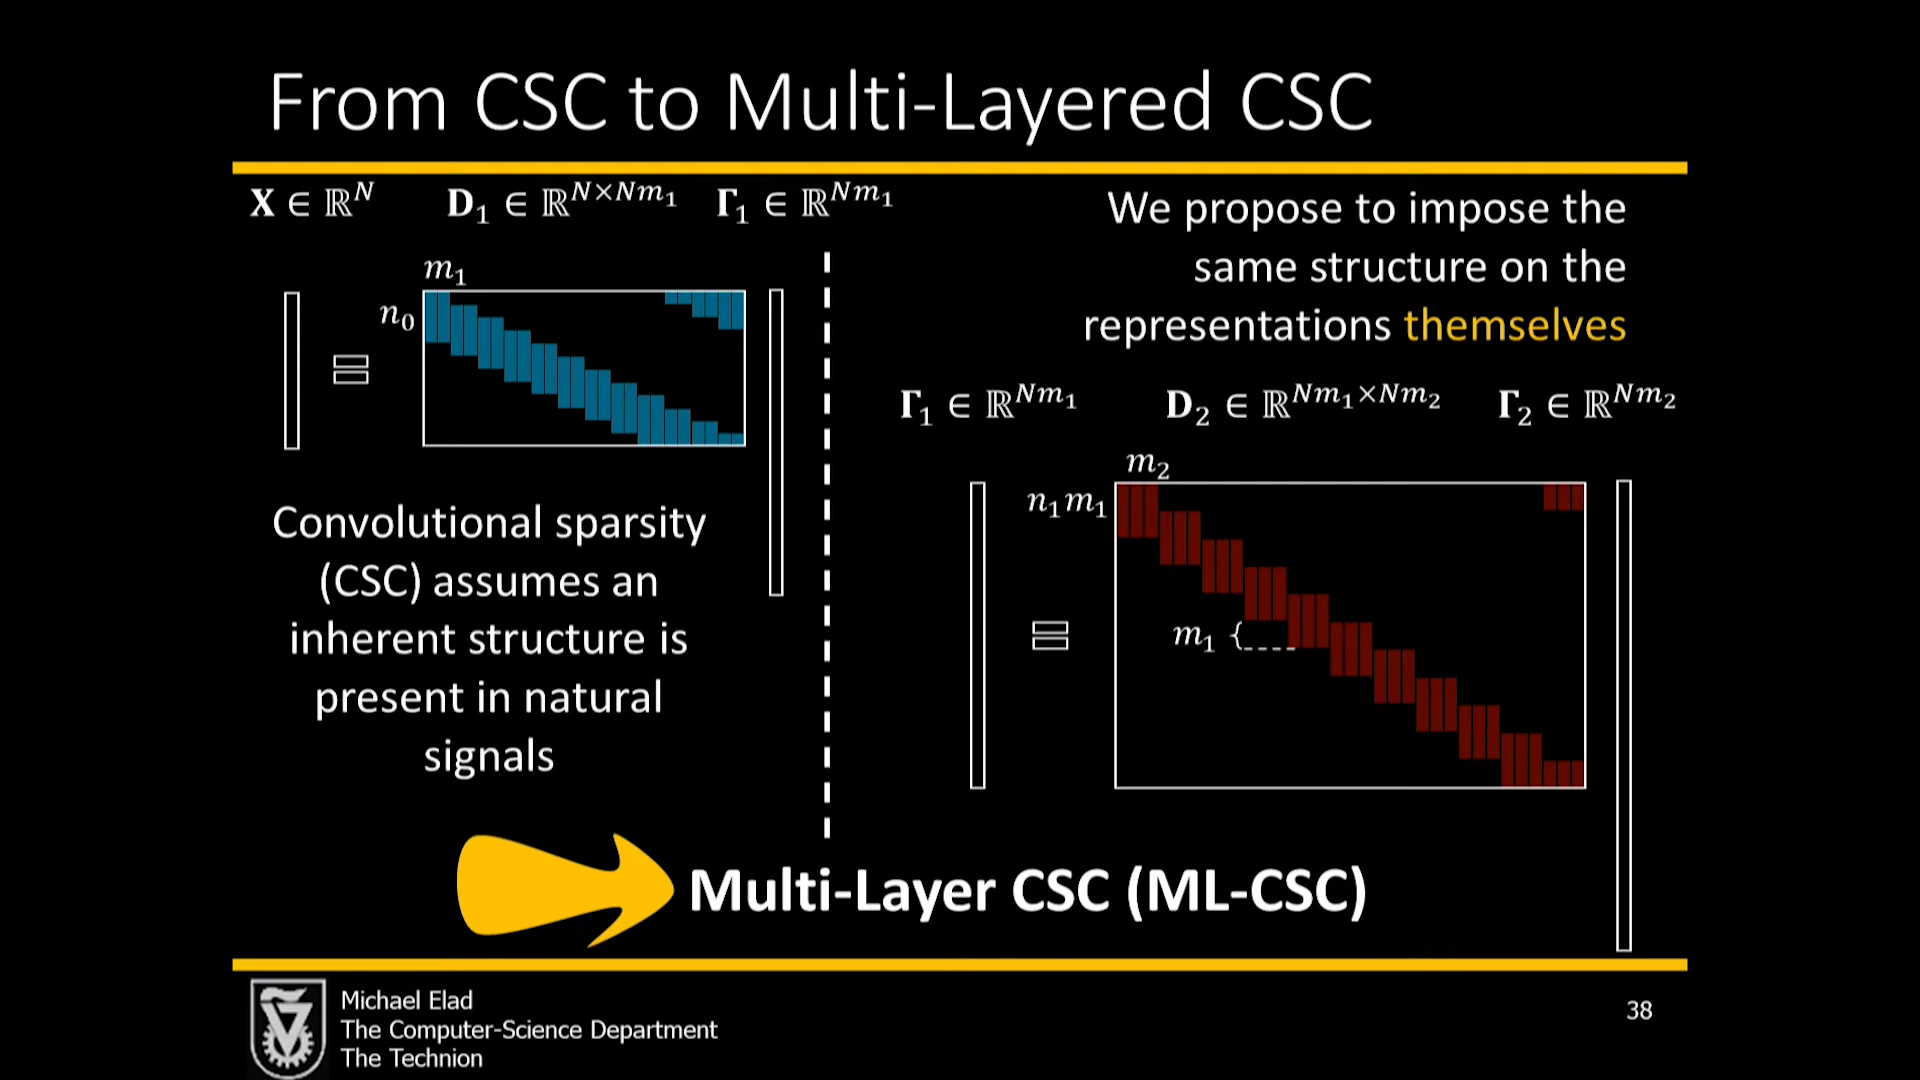 From CSC to Multi-Layered CSC
𝐗 ∈ ℝ^N 𝐃₁ ∈ ℝ^{N×Nm₁} 𝚪₁ ∈ ℝ^{Nm₁}
m₁
n₀
=
Convolutional sparsity
(CSC) assumes an
inherent structure is
present in natural
signals
We propose to impose the
same structure on the
representations themselves
𝚪₁ ∈ ℝ^{Nm₁} 𝐃₂ ∈ ℝ^{Nm₁×Nm₂} 𝚪₂ ∈ ℝ^{Nm₂}
m₂
n₁m₁
=
m₁ {
Multi-Layer CSC (ML-CSC)
Michael Elad
The Computer-Science Department
The Technion
38